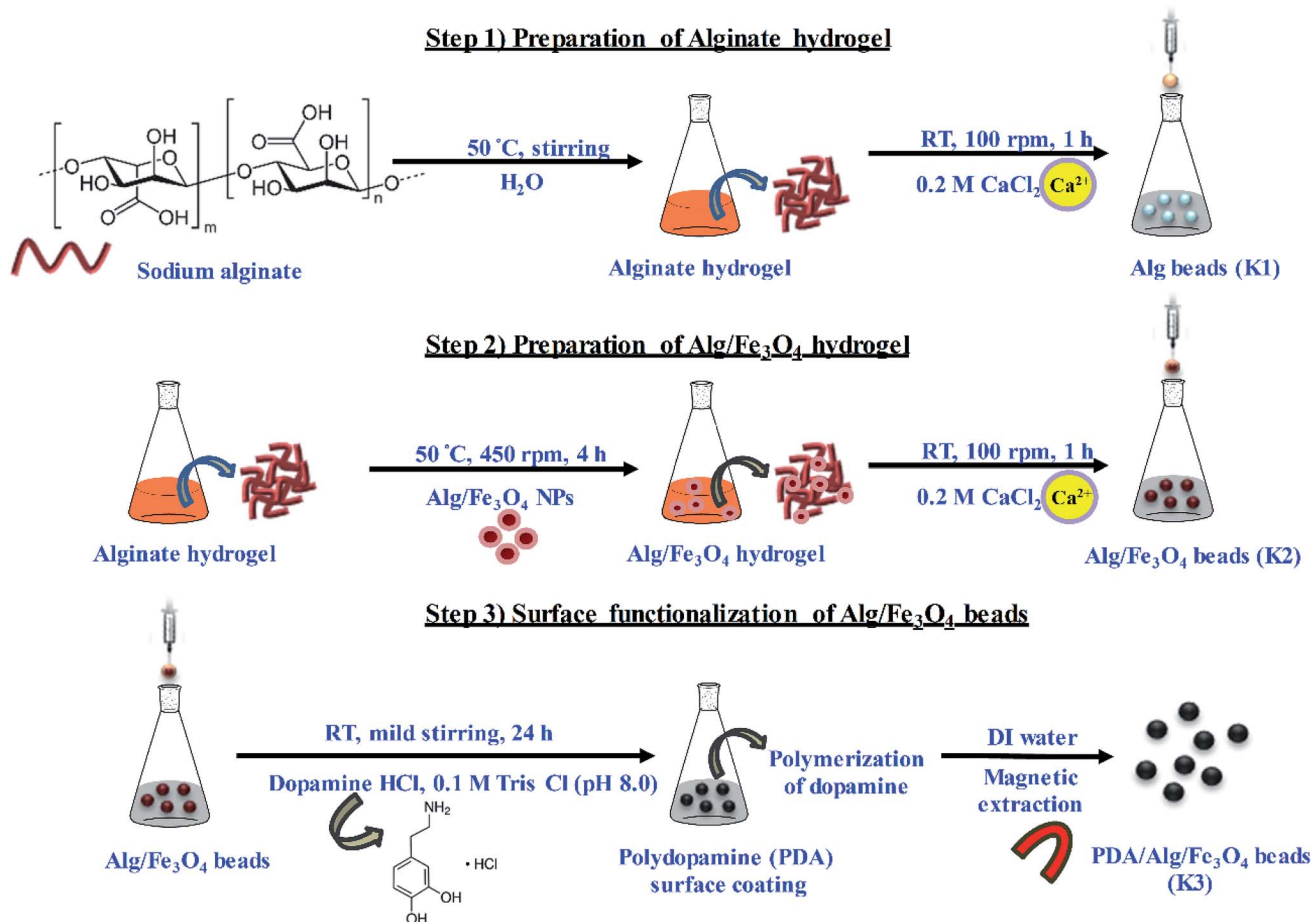 Step 1) Preparation of Alginate hydrogel
OH
O
OH
OH
O
O
HO
O
OH
m
OH
O
OH
O
HO
O
n
50 °C, stirring
H₂O
RT, 100 rpm, 1 h
0.2 M CaCl₂ Ca²⁺
Sodium alginate
Alginate hydrogel
Alg beads (K1)
Step 2) Preparation of Alg/Fe₃O₄ hydrogel
50 °C, 450 rpm, 4 h
Alg/Fe₃O₄ NPs
RT, 100 rpm, 1 h
0.2 M CaCl₂ Ca²⁺
Alginate hydrogel
Alg/Fe₃O₄ hydrogel
Alg/Fe₃O₄ beads (K2)
Step 3) Surface functionalization of Alg/Fe₃O₄ beads
RT, mild stirring, 24 h
Dopamine HCl, 0.1 M Tris Cl (pH 8.0)
NH₂
• HCl
OH
OH
Polymerization
of dopamine
DI water
Magnetic
extraction
Alg/Fe₃O₄ beads
Polydopamine (PDA)
surface coating
PDA/Alg/Fe₃O₄ beads
(K3)